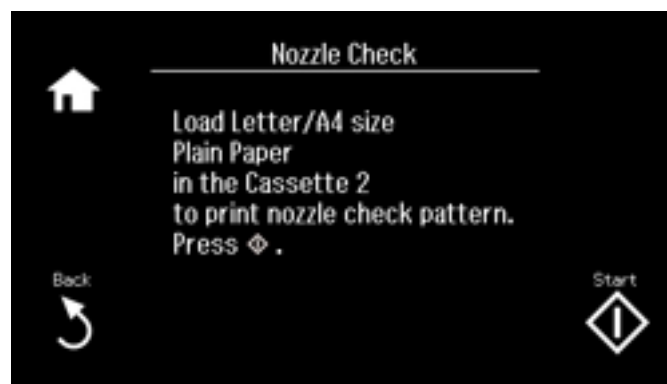 Nozzle Check
Load Letter/A4 size
Plain Paper
in the Cassette 2
to print nozzle check pattern.
Press ⟐ .
Back
Start